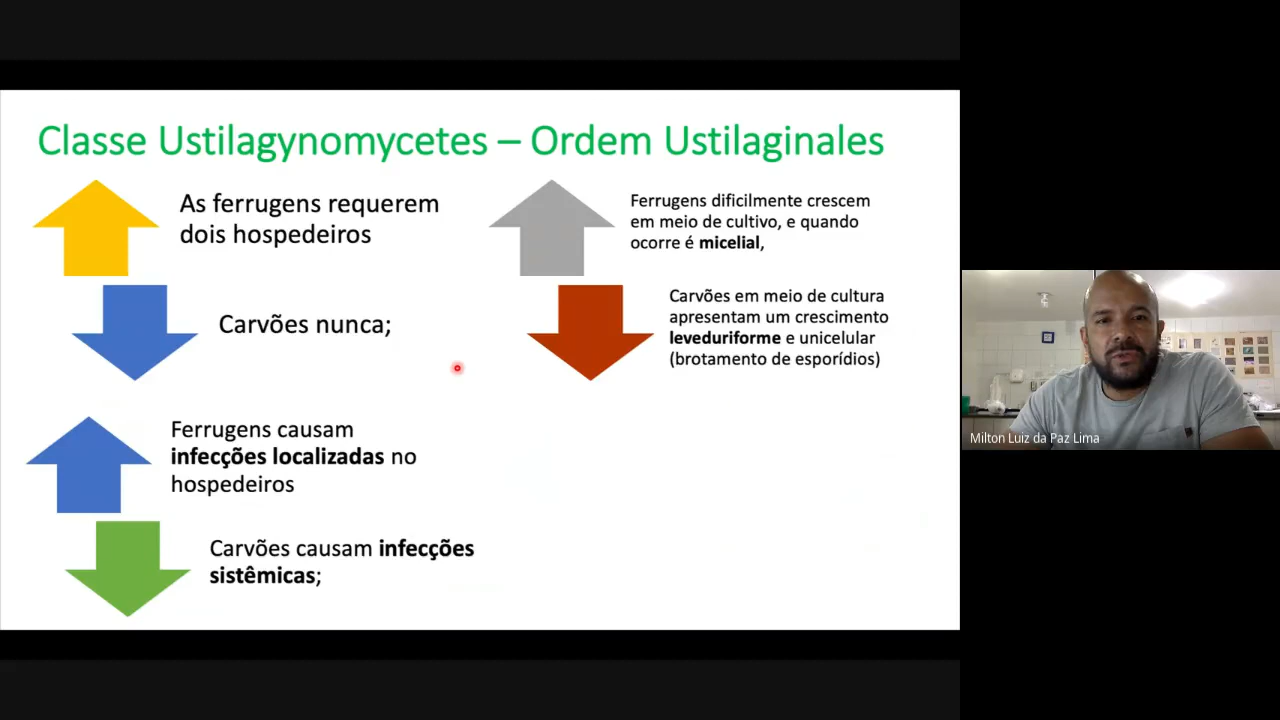 Classe Ustilagynomycetes – Ordem Ustilaginales
As ferrugens requerem
dois hospedeiros
Carvões nunca;
Ferrugens causam
infecções localizadas no
hospedeiros
Carvões causam infecções
sistêmicas;
Ferrugens dificilmente crescem
em meio de cultivo, e quando
ocorre é micelial,
Carvões em meio de cultura
apresentam um crescimento
leveduriforme e unicelular
(brotamento de esporídios)
Milton Luiz da Paz Lima